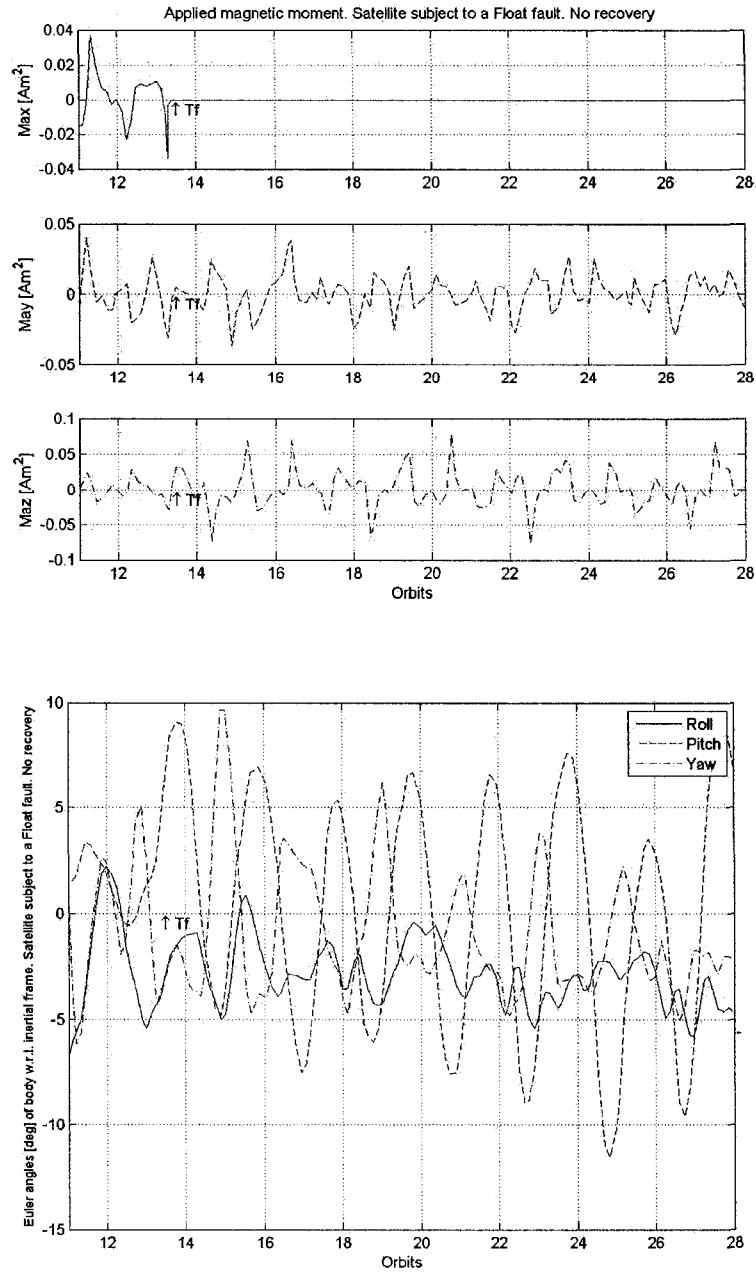 Applied magnetic moment. Satellite subject to a Float fault. No recovery
Max [Am²]
0.04
0.02
0
-0.02
-0.04
↑ Tf
12 14 16 18 20 22 24 26 28
May [Am²]
0.05
0
-0.05
↑ Tf
12 14 16 18 20 22 24 26 28
Maz [Am²]
0.1
0.05
0
-0.05
-0.1
↑ Tf
12 14 16 18 20 22 24 26 28
Orbits
Euler angles [deg] of body w.r.t. inertial frame. Satellite subject to a Float fault. No recovery
10
5
0
-5
-10
-15
Roll
Pitch
Yaw
↑ Tf
12 14 16 18 20 22 24 26 28
Orbits